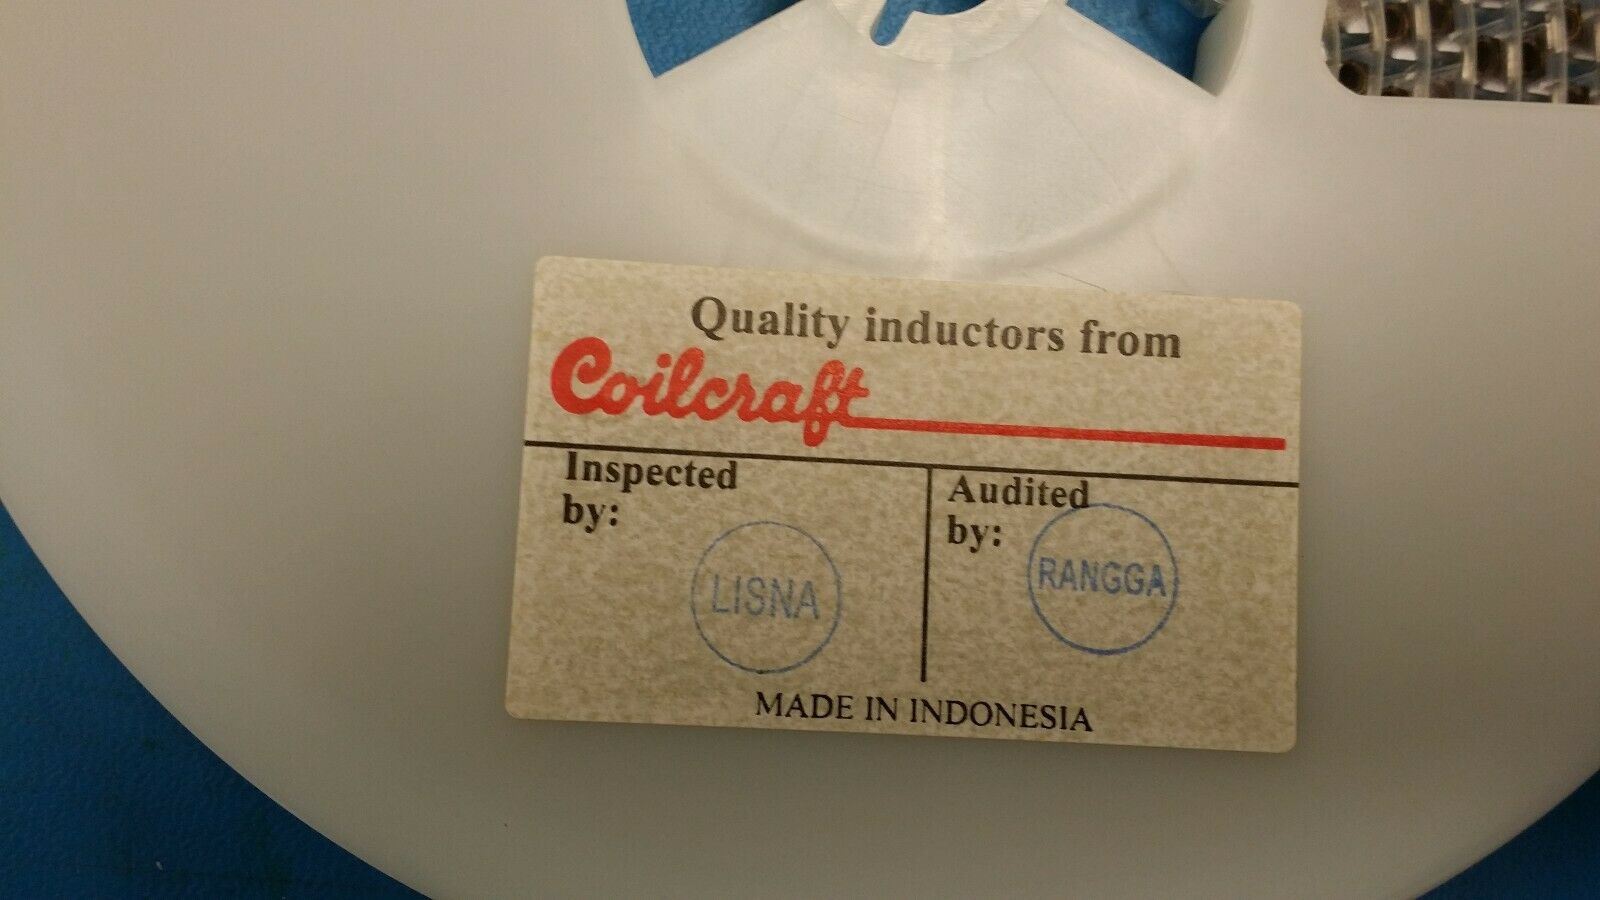 Quality inductors from
Coilcraft
Inspected
by:
LISNA
Audited
by:
RANGGA
MADE IN INDONESIA